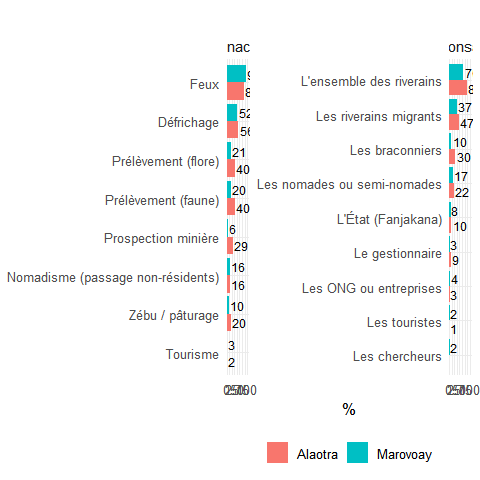 Feux
Défrichage 52 56
Prélèvement (flore) 21 40
Prélèvement (faune) 20 40
Prospection minière 6 29
Nomadisme (passage non-résidents) 16 16
Zébu / pâturage 10 20
Tourisme 3 2
L'ensemble des riverains
Les riverains migrants 37 47
Les braconniers 10 30
Les nomades ou semi-nomades 17 22
L'État (Fanjakana) 8 10
Le gestionnaire 3 9
Les ONG ou entreprises 4 3
Les touristes 2 1
Les chercheurs 2
%
Alaotra Marovoay